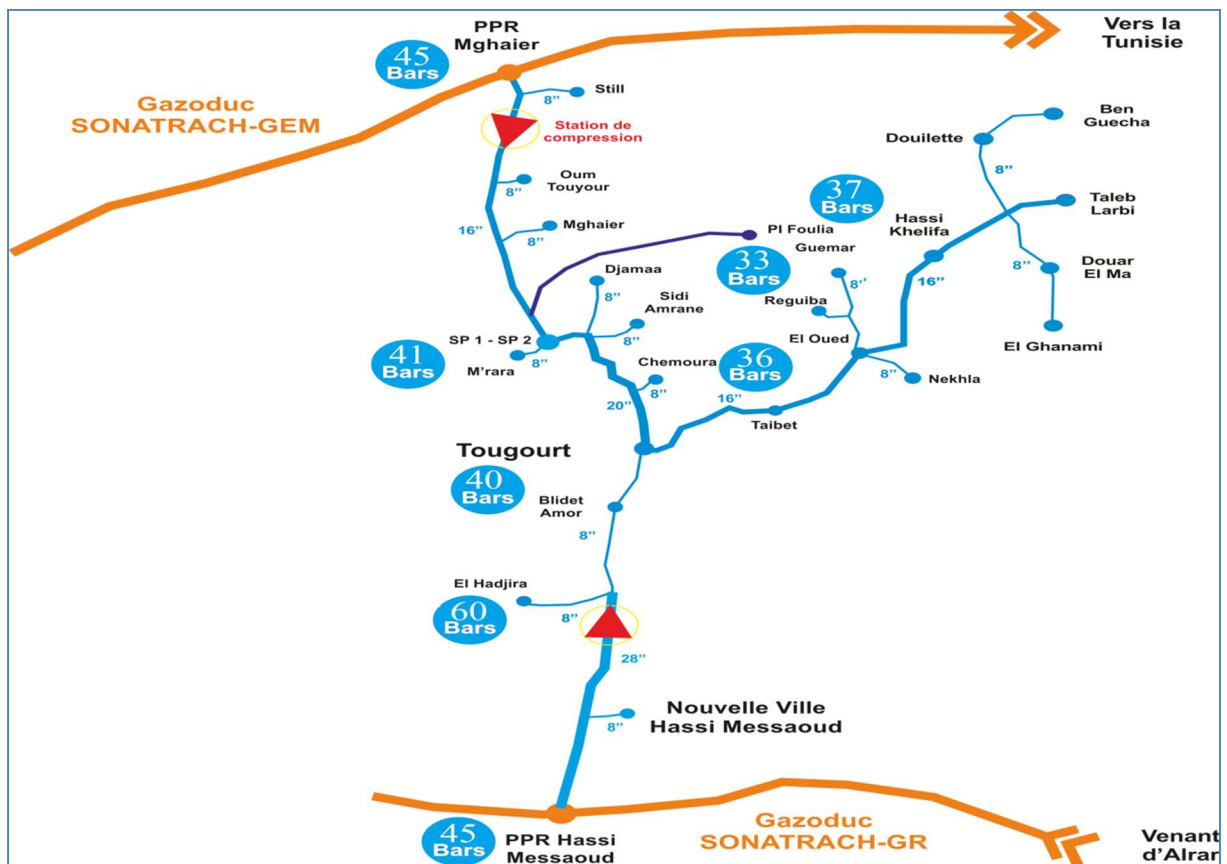 PPR
Mghaier
Vers la
Tunisie
45
Bars
Still
8”
Gazoduc
SONATRACH-GEM
Station de
compression
Ben
Guecha
Douilette
8”
Oum
Touyour
8”
37
Bars
Taleb
Larbi
Hassi
Khelifa
16”
Mghaier
8”
PI Foulia
Guemar
33
Bars
Djamaa
8”
8”
Douar
El Ma
8”
16”
Sidi
Amrane
8”
Reguiba
SP 1 - SP 2
El Oued
El Ghanami
41
Bars
M’rara
8”
Chemoura
8”
36
Bars
8”
Nekhla
20”
16”
Taibet
Tougourt
40
Bars
Blidet
Amor
8”
El Hadjira
60
Bars
8”
28”
Nouvelle Ville
Hassi Messaoud
8”
Gazoduc
SONATRACH-GR
45
Bars
PPR Hassi
Messaoud
Venant
d’Alrar